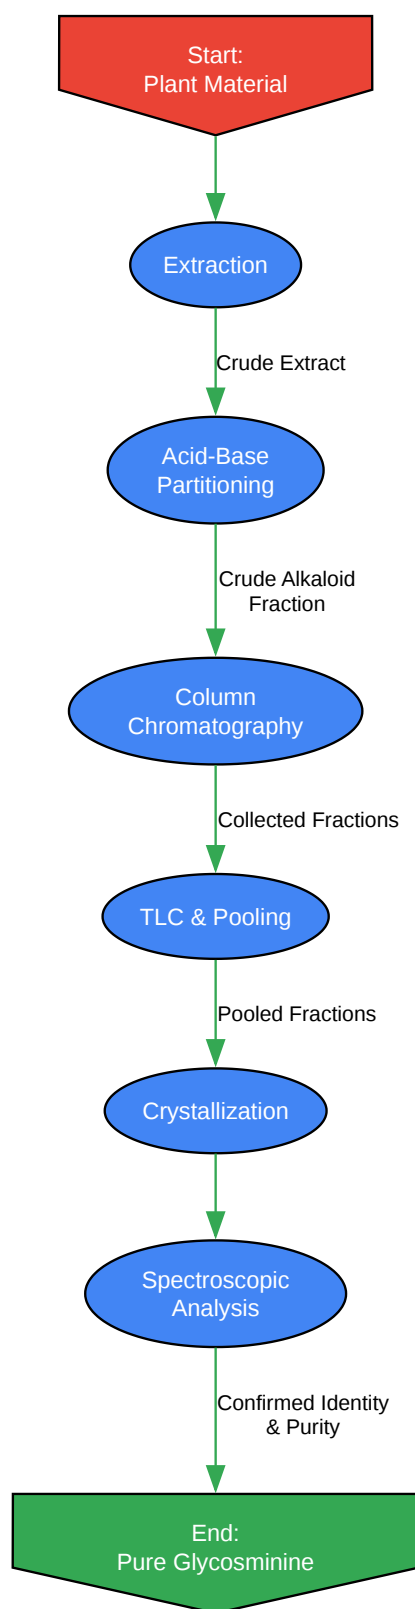 Start:
Plant Material
Extraction
Crude Extract
Acid-Base
Partitioning
Crude Alkaloid
Fraction
Column
Chromatography
Collected Fractions
TLC & Pooling
Pooled Fractions
Crystallization
Spectroscopic
Analysis
Confirmed Identity
& Purity
End:
Pure Glycosminine